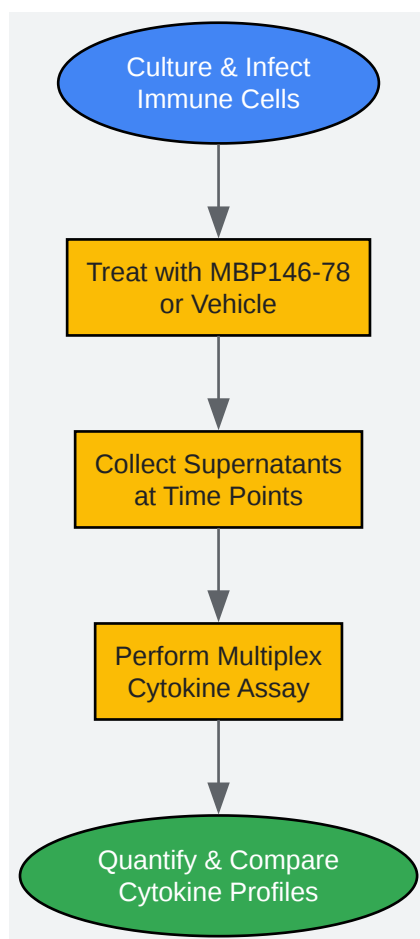 Culture & Infect
Immune Cells
Treat with MBP146-78
or Vehicle
Collect Supernatants
at Time Points
Perform Multiplex
Cytokine Assay
Quantify & Compare
Cytokine Profiles